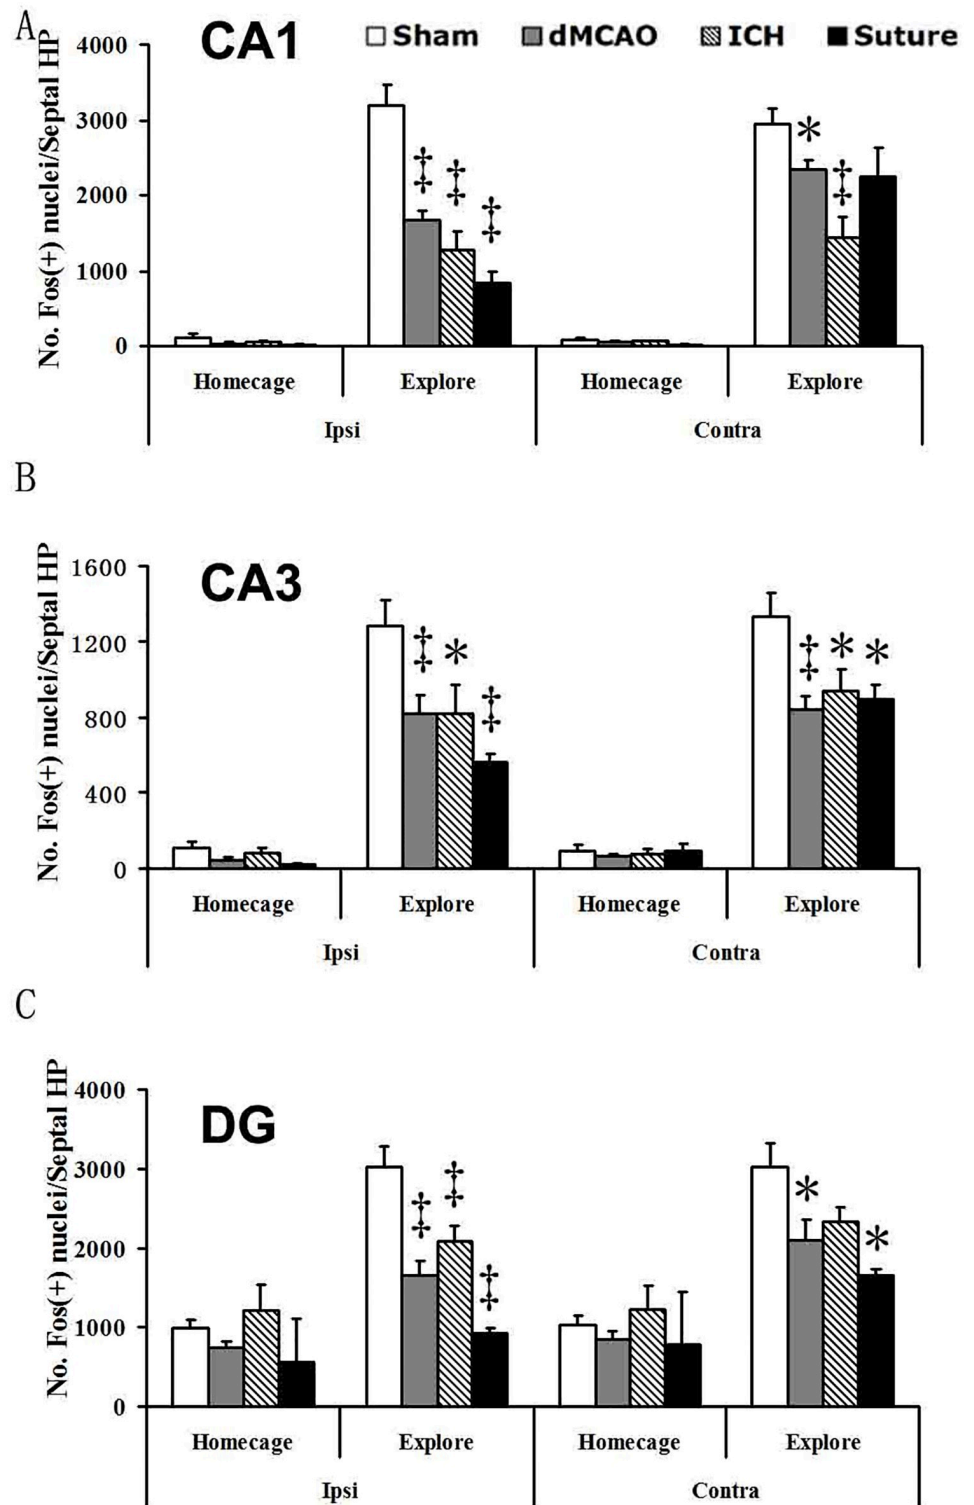 A
CA1
Sham dMCAO ICH Suture
No. Fos(+) nuclei/Septal HP
4000
3000
2000
1000
0
‡ ‡ ‡ * ‡
Homecage Explore Homecage Explore
Ipsi Contra
B
CA3
No. Fos(+) nuclei/Septal HP
1600
1200
800
400
0
‡ * ‡ ‡ * *
Homecage Explore Homecage Explore
Ipsi Contra
C
DG
No. Fos(+) nuclei/Septal HP
4000
3000
2000
1000
0
‡ ‡ ‡ * *
Homecage Explore Homecage Explore
Ipsi Contra